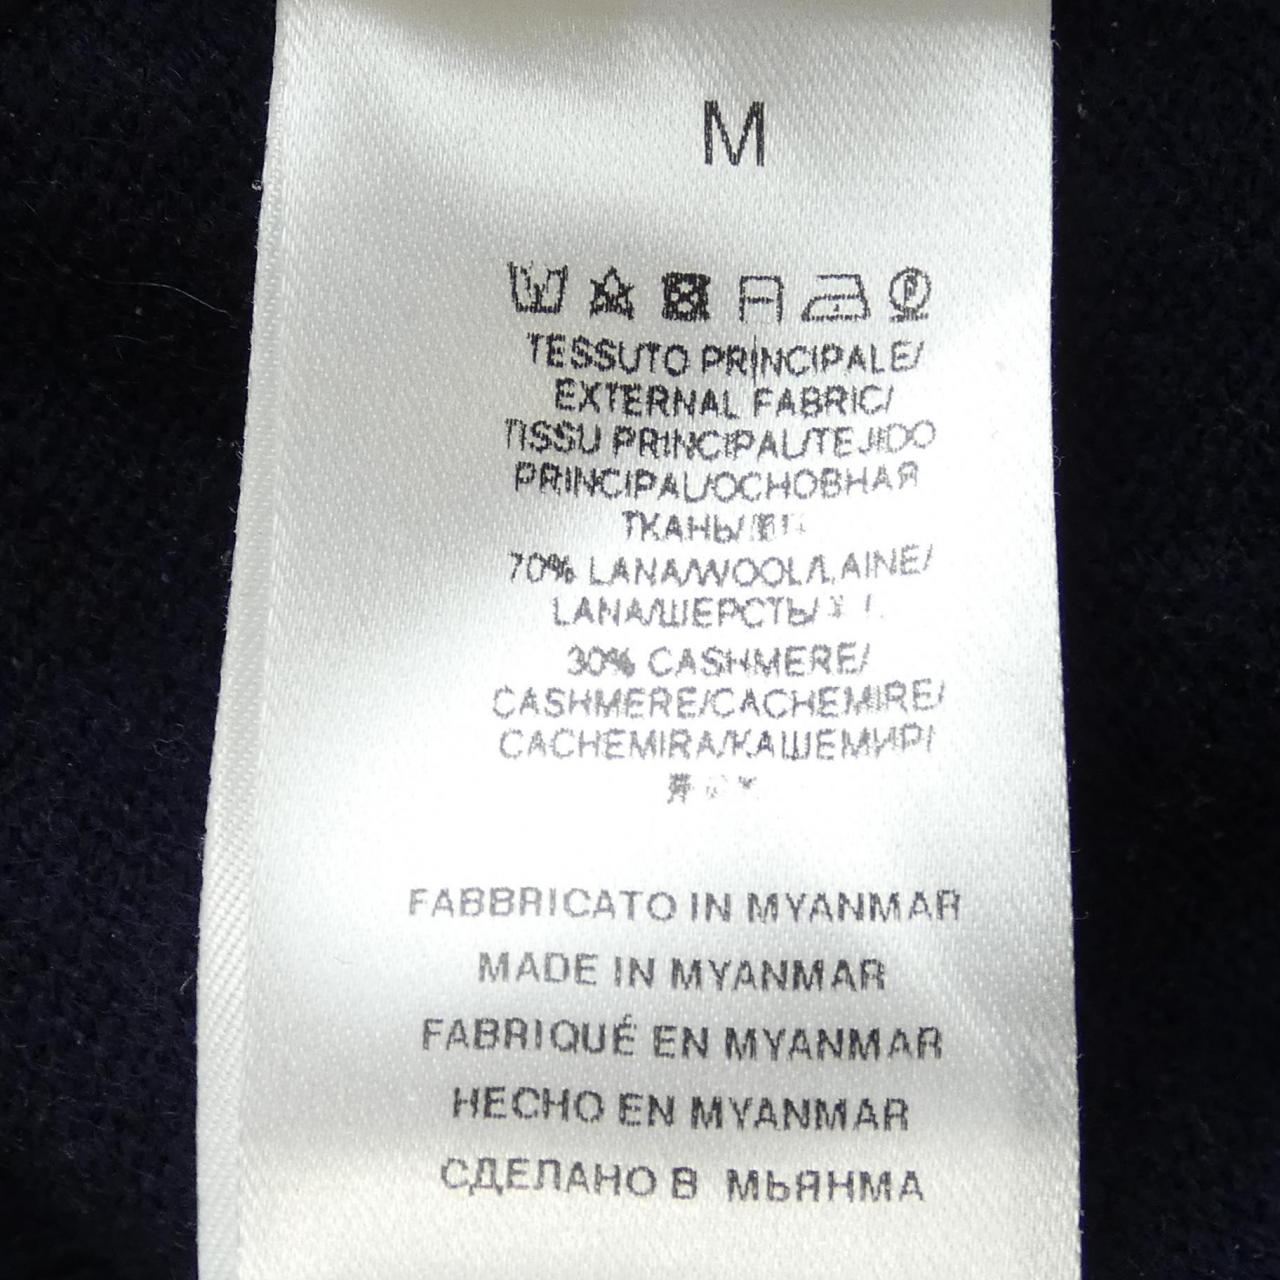 M
TESSUTO PRINCIPALE/
EXTERNAL FABRIC/
TISSU PRINCIPAL/TEJIDO
PRINCIPAL/ОСНОВНАЯ
ТКАНЬ/
70% LANA/WOOL/LAINE/
LANA/ШЕРСТЬ/
30% CASHMERE/
CASHMERE/CACHEMIRE/
CACHEMIRA/КАШЕМИР/
FABBRICATO IN MYANMAR
MADE IN MYANMAR
FABRIQUÉ EN MYANMAR
HECHO EN MYANMAR
СДЕЛАНО В МЬЯНМА